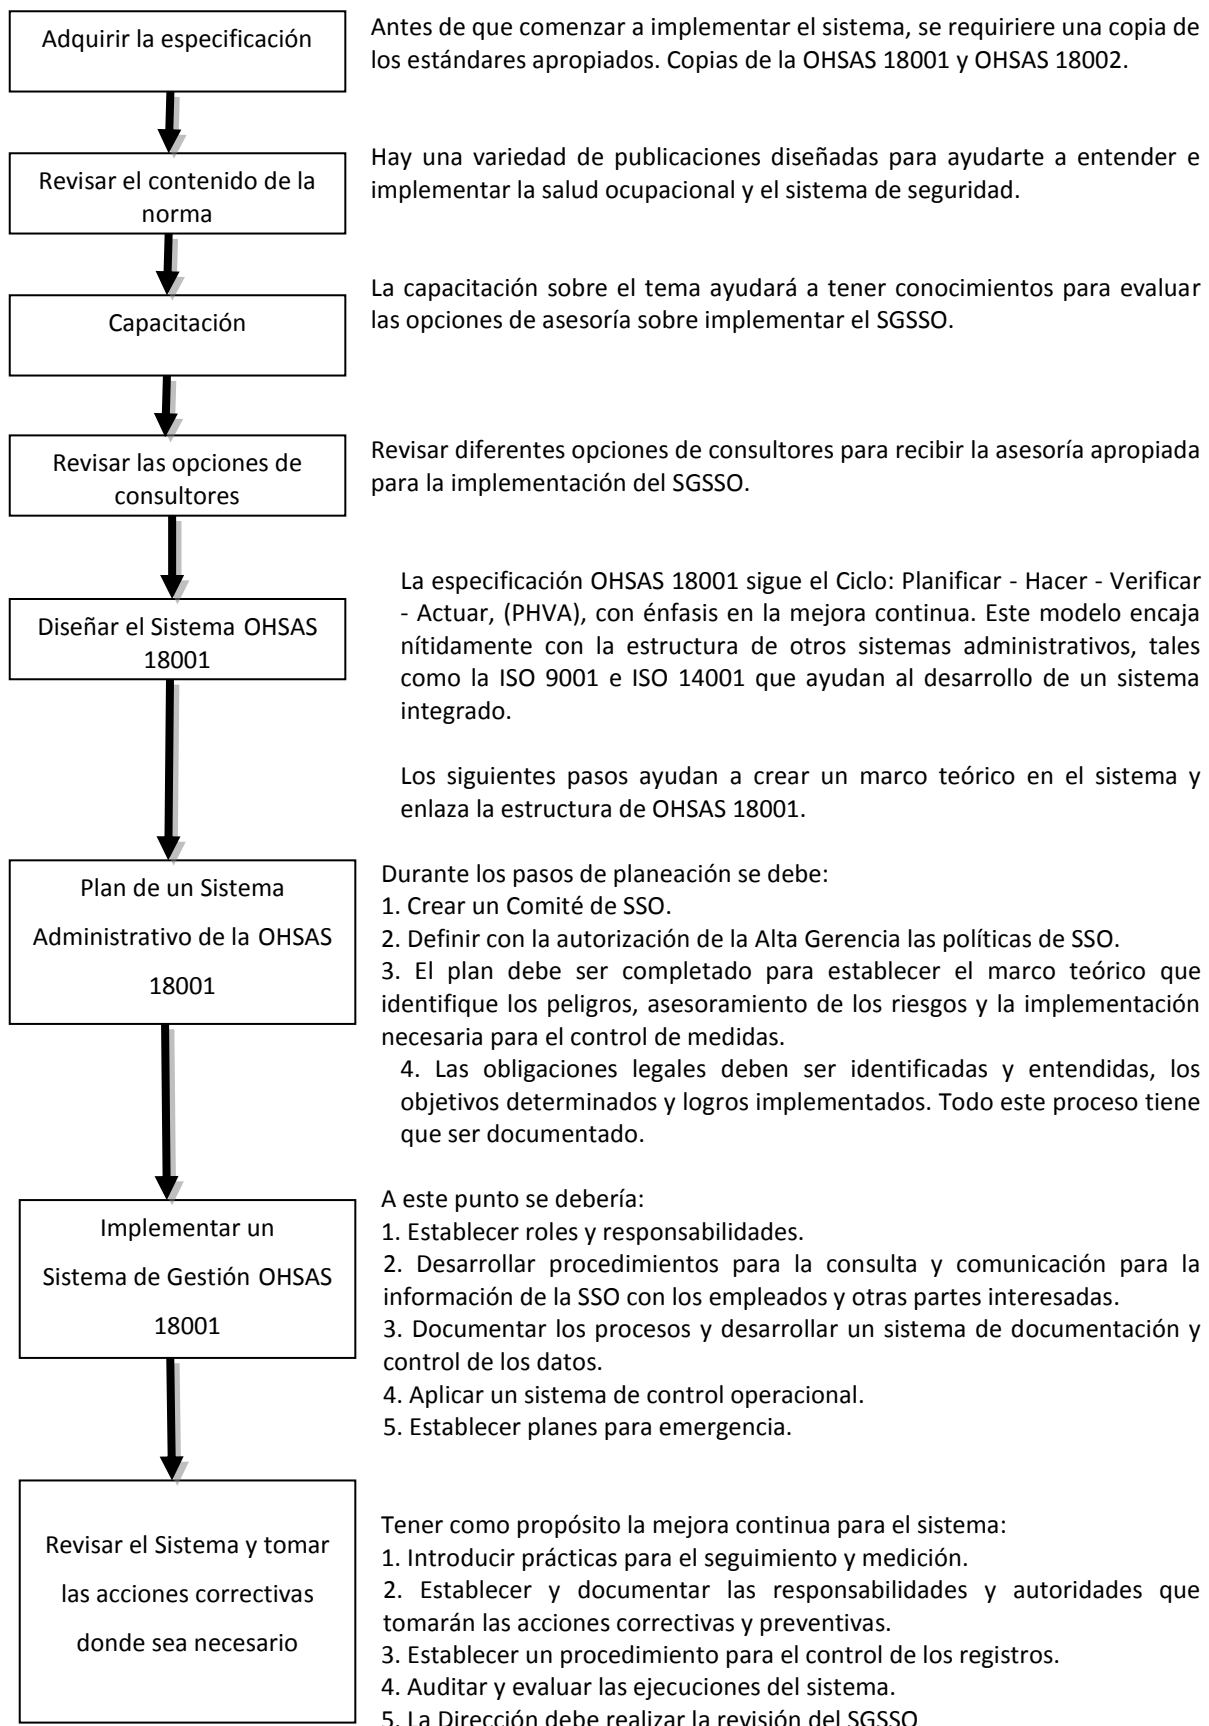 Adquirir la especificación
Antes de que comenzar a implementar el sistema, se requiriere una copia de
los estándares apropiados. Copias de la OHSAS 18001 y OHSAS 18002.
Revisar el contenido de la
norma
Hay una variedad de publicaciones diseñadas para ayudarte a entender e
implementar la salud ocupacional y el sistema de seguridad.
Capacitación
La capacitación sobre el tema ayudará a tener conocimientos para evaluar
las opciones de asesoría sobre implementar el SGSSO.
Revisar las opciones de
consultores
Revisar diferentes opciones de consultores para recibir la asesoría apropiada
para la implementación del SGSSO.
Diseñar el Sistema OHSAS
18001
La especificación OHSAS 18001 sigue el Ciclo: Planificar - Hacer - Verificar
- Actuar, (PHVA), con énfasis en la mejora continua. Este modelo encaja
nítidamente con la estructura de otros sistemas administrativos, tales
como la ISO 9001 e ISO 14001 que ayudan al desarrollo de un sistema
integrado.
Los siguientes pasos ayudan a crear un marco teórico en el sistema y
enlaza la estructura de OHSAS 18001.
Plan de un Sistema
Administrativo de la OHSAS
18001
Durante los pasos de planeación se debe:
1. Crear un Comité de SSO.
2. Definir con la autorización de la Alta Gerencia las políticas de SSO.
3. El plan debe ser completado para establecer el marco teórico que
identifique los peligros, asesoramiento de los riesgos y la implementación
necesaria para el control de medidas.
4. Las obligaciones legales deben ser identificadas y entendidas, los
objetivos determinados y logros implementados. Todo este proceso tiene
que ser documentado.
Implementar un
Sistema de Gestión OHSAS
18001
A este punto se debería:
1. Establecer roles y responsabilidades.
2. Desarrollar procedimientos para la consulta y comunicación para la
información de la SSO con los empleados y otras partes interesadas.
3. Documentar los procesos y desarrollar un sistema de documentación y
control de los datos.
4. Aplicar un sistema de control operacional.
5. Establecer planes para emergencia.
Revisar el Sistema y tomar
las acciones correctivas
donde sea necesario
Tener como propósito la mejora continua para el sistema:
1. Introducir prácticas para el seguimiento y medición.
2. Establecer y documentar las responsabilidades y autoridades que
tomarán las acciones correctivas y preventivas.
3. Establecer un procedimiento para el control de los registros.
4. Auditar y evaluar las ejecuciones del sistema.
5. La Dirección debe realizar la revisión del SGSSO